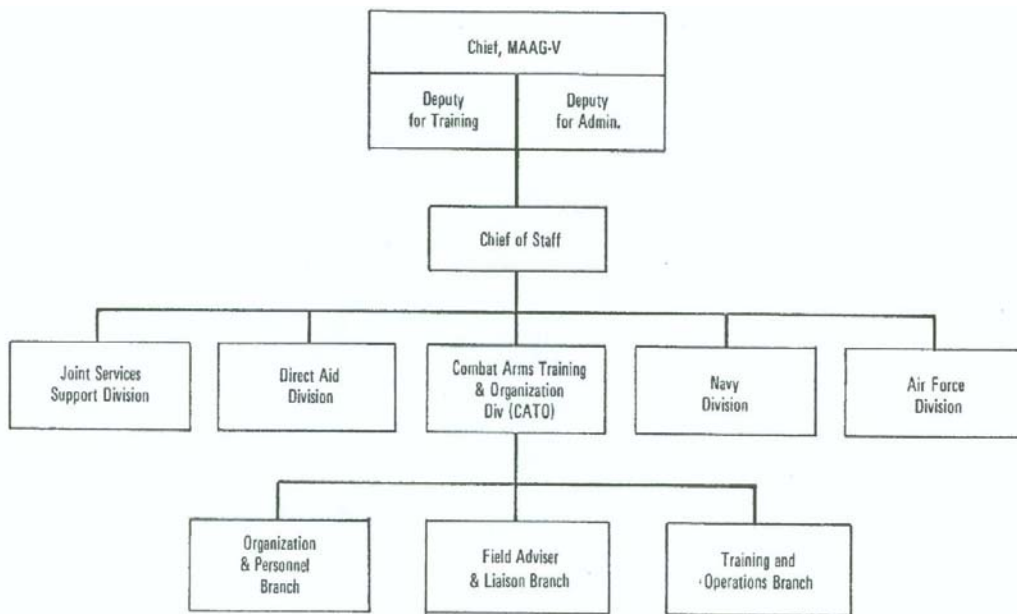 Chief, MAAG-V
Deputy
for Training
Deputy
for Admin.
Chief of Staff
Joint Services
Support Division
Direct Aid
Division
Combat Arms Training
& Organization
Div (CATO)
Navy
Division
Air Force
Division
Organization
& Personnel
Branch
Field Adviser
& Liaison Branch
Training and
Operations Branch